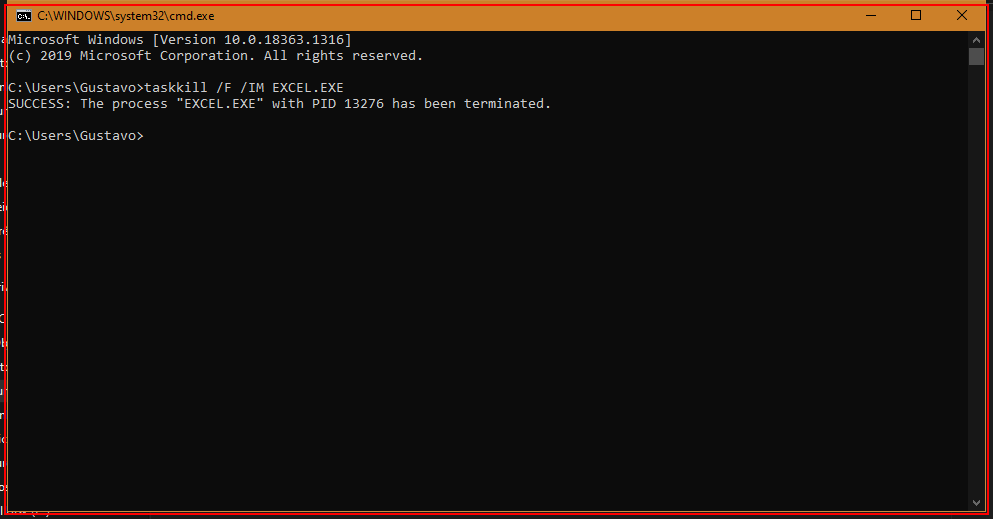 C:\WINDOWS\system32\cmd.exe
Microsoft Windows [Version 10.0.18363.1316]
(c) 2019 Microsoft Corporation. All rights reserved.
C:\Users\Gustavo>taskkill /F /IM EXCEL.EXE
SUCCESS: The process "EXCEL.EXE" with PID 13276 has been terminated.
C:\Users\Gustavo>